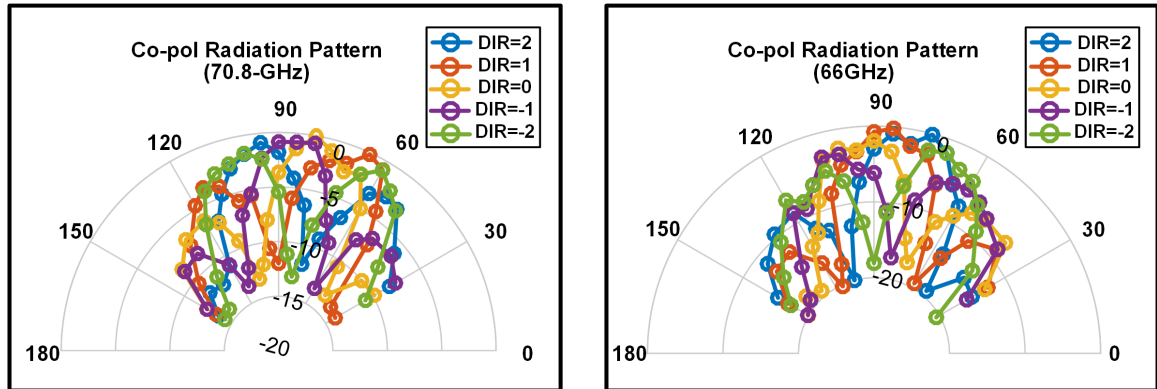 Co-pol Radiation Pattern
(70.8-GHz)
DIR=2
DIR=1
DIR=0
DIR=-1
DIR=-2
90
120
60
150
30
180
0
0
-5
-10
-15
-20
Co-pol Radiation Pattern
(66GHz)
DIR=2
DIR=1
DIR=0
DIR=-1
DIR=-2
90
120
60
150
30
180
0
0
-10
-20